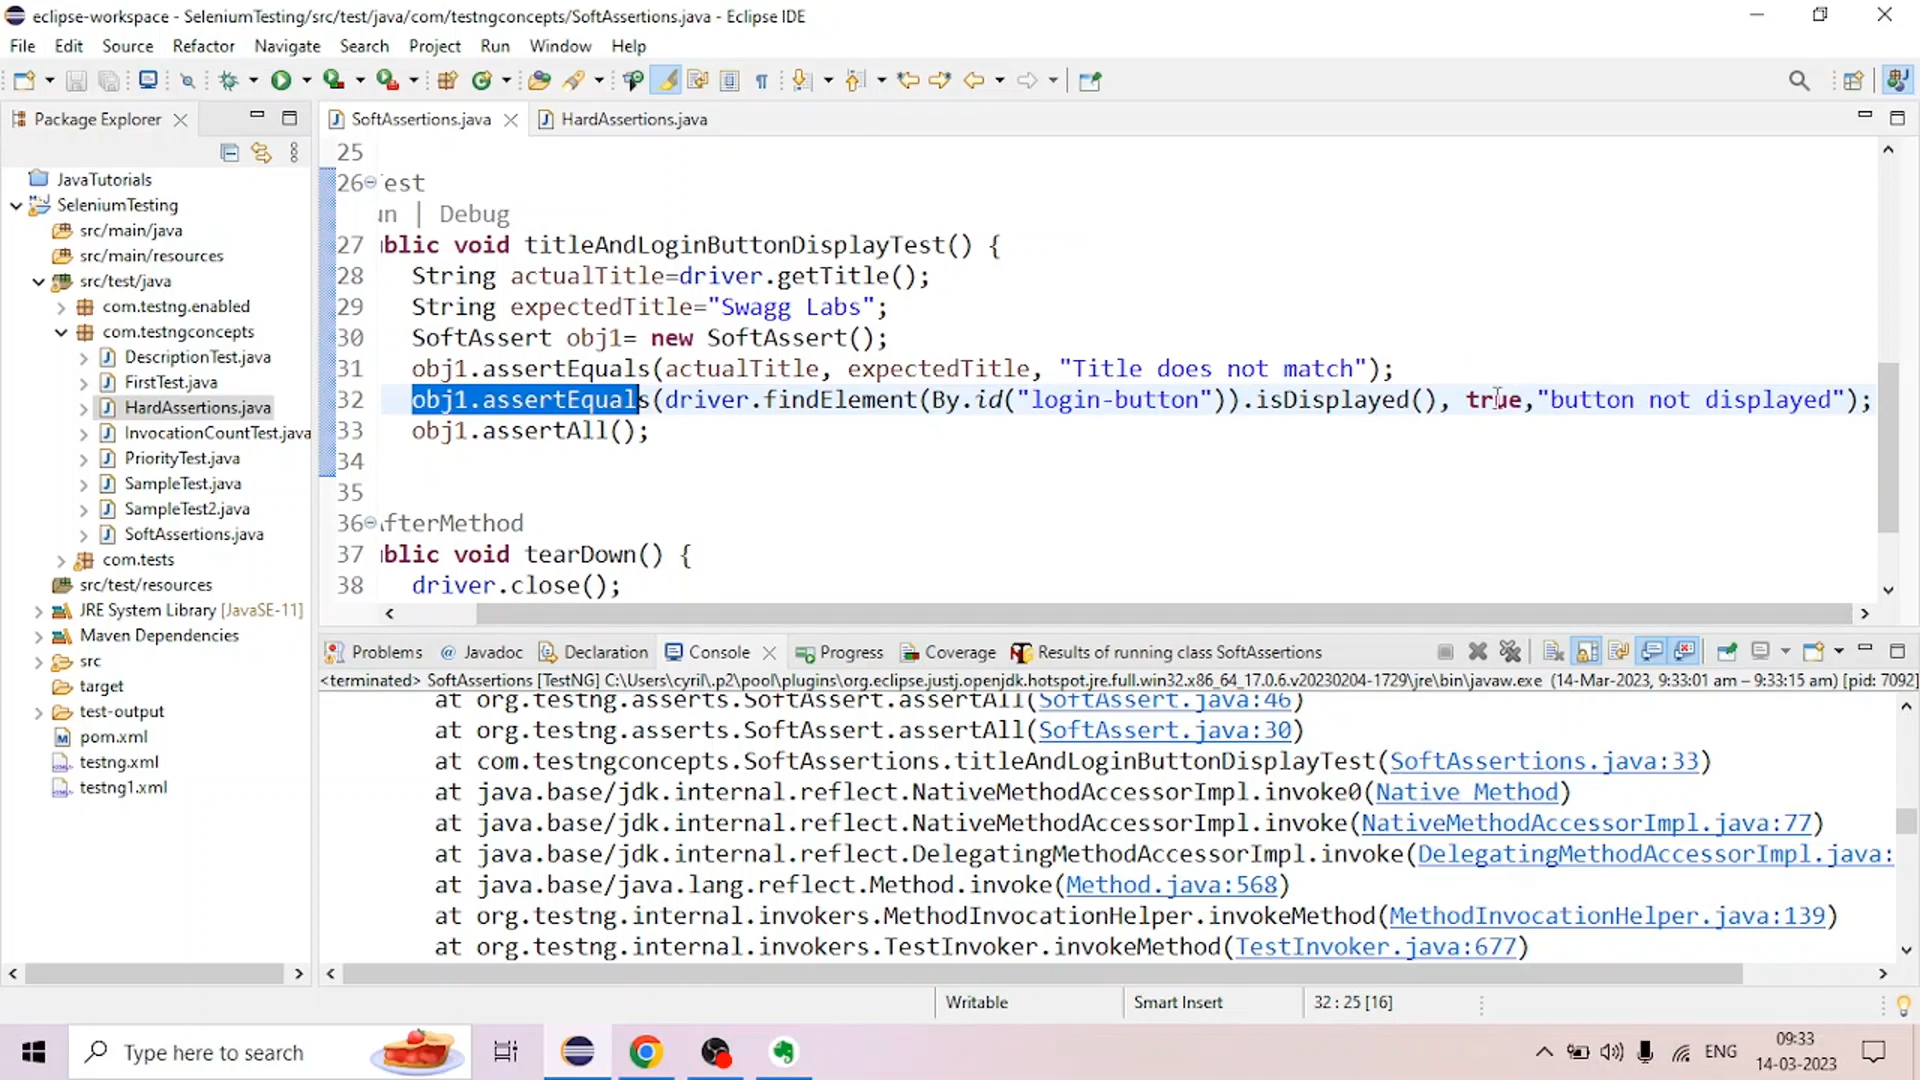 eclipse-workspace - SeleniumTesting/src/test/java/com/testngconcepts/SoftAssertions.java - Eclipse IDE
File Edit Source Refactor Navigate Search Project Run Window Help
Package Explorer
SoftAssertions.java
HardAssertions.java
JavaTutorials
SeleniumTesting
src/main/java
src/main/resources
src/test/java
com.testng.enabled
com.testngconcepts
DescriptionTest.java
FirstTest.java
HardAssertions.java
InvocationCountTest.java
PriorityTest.java
SampleTest.java
SampleTest2.java
SoftAssertions.java
com.tests
src/test/resources
JRE System Library [JavaSE-11]
Maven Dependencies
src
target
test-output
pom.xml
testng.xml
testng1.xml
25
26 est
un | Debug
27 blic void titleAndLoginButtonDisplayTest() {
28 String actualTitle=driver.getTitle();
29 String expectedTitle="Swagg Labs";
30 SoftAssert obj1= new SoftAssert();
31 obj1.assertEquals(actualTitle, expectedTitle, "Title does not match");
32 obj1.assertEquals(driver.findElement(By.id("login-button")).isDisplayed(), true,"button not displayed");
33 obj1.assertAll();
34
35
36 fterMethod
37 blic void tearDown() {
38 driver.close();
Problems Javadoc Declaration Console Progress Coverage Results of running class SoftAssertions
<terminated> SoftAssertions [TestNG] C:\Users\cyril\.p2\pool\plugins\org.eclipse.justj.openjdk.hotspot.jre.full.win32.x86_64_17.0.6.v20230204-1729\jre\bin\javaw.exe (14-Mar-2023, 9:33:01 am – 9:33:15 am) [pid: 7092]
at org.testng.asserts.SoftAssert.assertAll(SoftAssert.java:46)
at org.testng.asserts.SoftAssert.assertAll(SoftAssert.java:30)
at com.testngconcepts.SoftAssertions.titleAndLoginButtonDisplayTest(SoftAssertions.java:33)
at java.base/jdk.internal.reflect.NativeMethodAccessorImpl.invoke0(Native Method)
at java.base/jdk.internal.reflect.NativeMethodAccessorImpl.invoke(NativeMethodAccessorImpl.java:77)
at java.base/jdk.internal.reflect.DelegatingMethodAccessorImpl.invoke(DelegatingMethodAccessorImpl.java:
at java.base/java.lang.reflect.Method.invoke(Method.java:568)
at org.testng.internal.invokers.MethodInvocationHelper.invokeMethod(MethodInvocationHelper.java:139)
at org.testng.internal.invokers.TestInvoker.invokeMethod(TestInvoker.java:677)
Writable Smart Insert 32 : 25 [16]
Type here to search
ENG
09:33
14-03-2023